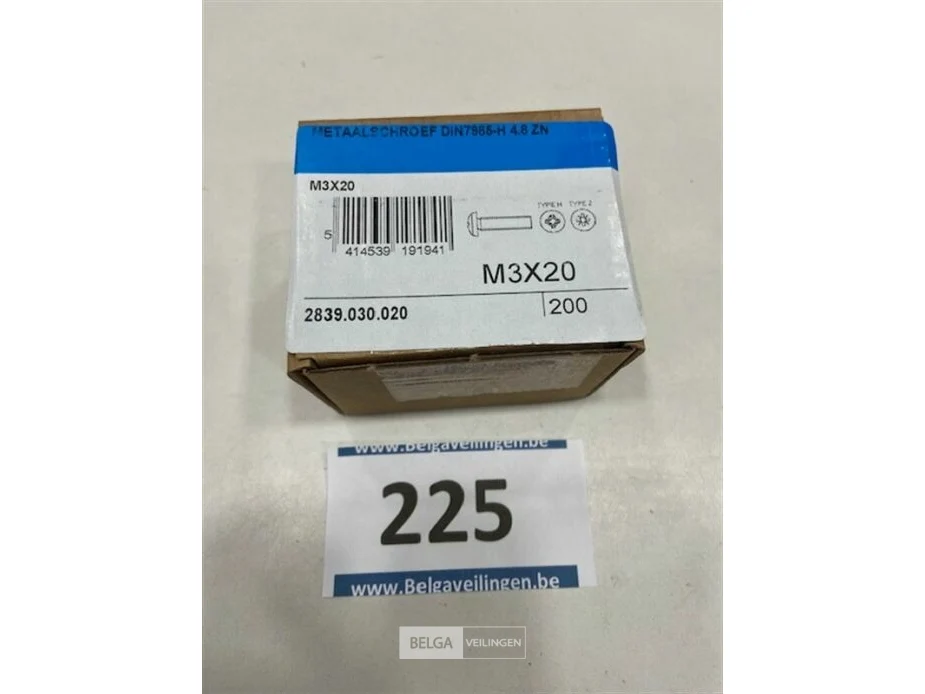 METAALSCHROEF DIN7985-H 4.8 ZN
M3X20
TYPE H TYPE Z
5 414539 191941
M3X20
2839.030.020
200
www.Belgaveilingen.be
225
www.Belgaveilingen.be
BELGA VEILINGEN